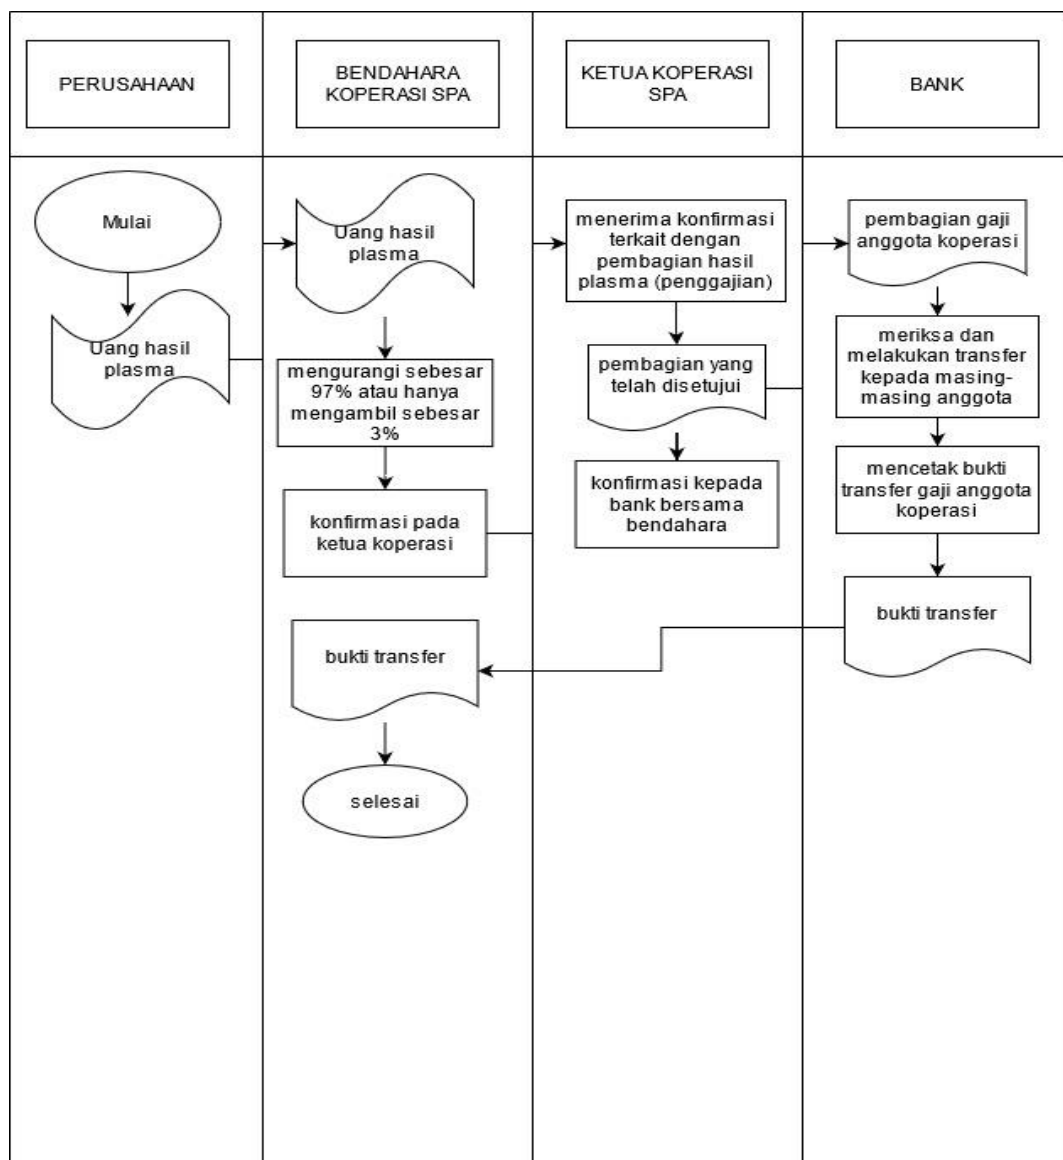 PERUSAHAAN
BENDAHARA
KOPERASI SPA
KETUA KOPERASI
SPA
BANK
Mulai
Uang hasil
plasma
Uang hasil
plasma
mengurangi sebesar
97% atau hanya
mengambil sebesar
3%
konfirmasi pada
ketua koperasi
bukti transfer
selesai
menerima konfirmasi
terkait dengan
pembagian hasil
plasma (penggajian)
pembagian yang
telah disetujui
konfirmasi kepada
bank bersama
bendahara
pembagian gaji
anggota koperasi
meriksa dan
melakukan transfer
kepada masing-
masing anggota
mencetak bukti
transfer gaji anggota
koperasi
bukti transfer